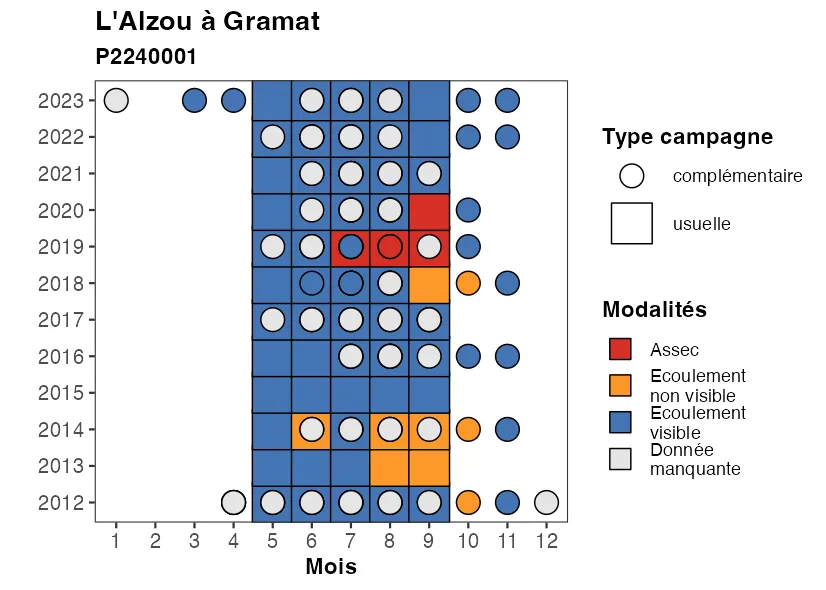 L'Alzou à Gramat
P2240001
2023
2022
2021
2020
2019
2018
2017
2016
2015
2014
2013
2012
1 2 3 4 5 6 7 8 9 10 11 12
Mois
Type campagne
complémentaire
usuelle
Modalités
Assec
Ecoulement
non visible
Ecoulement
visible
Donnée
manquante